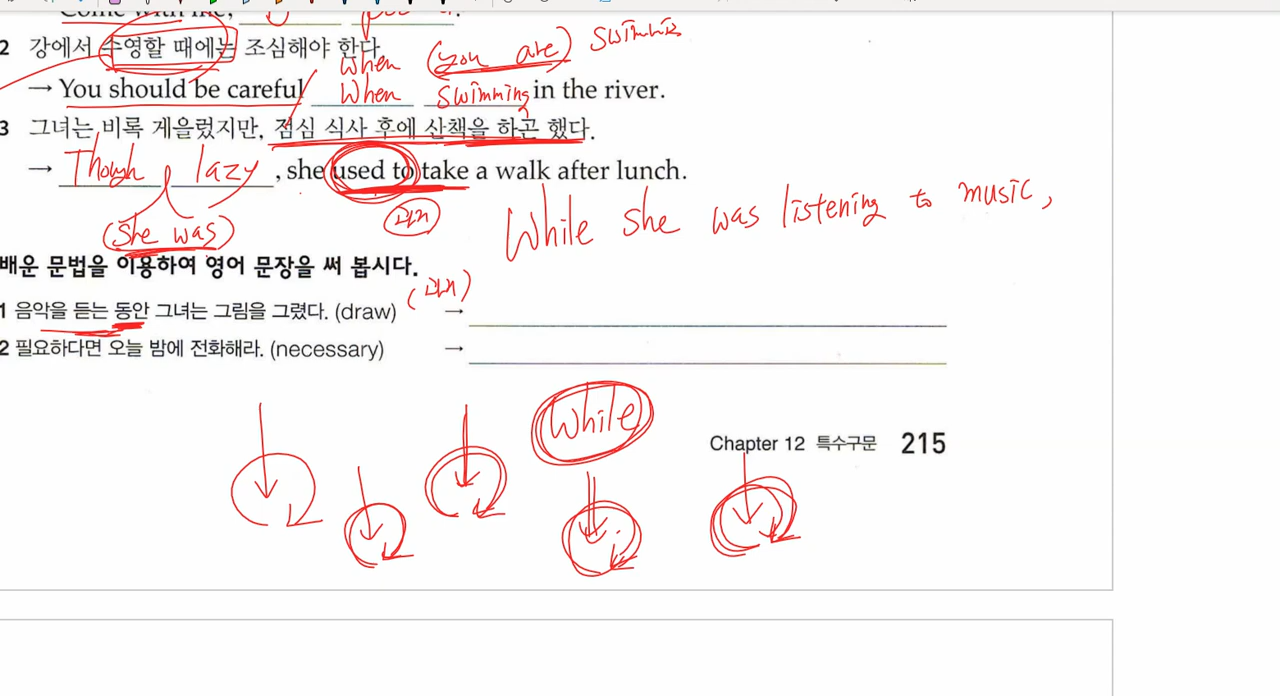 2 강에서 수영할 때에는 조심해야 한다.
When (you are) swimming
→ You should be careful When swimming in the river.
3 그녀는 비록 게을렀지만, 점심 식사 후에 산책을 하곤 했다.
→ Though lazy, she used to take a walk after lunch.
(She was)
While she was listening to music,
배운 문법을 이용하여 영어 문장을 써 봅시다.
1 음악을 듣는 동안 그녀는 그림을 그렸다. (draw) →
2 필요하다면 오늘 밤에 전화해라. (necessary) →
While
Chapter 12 특수구문 215